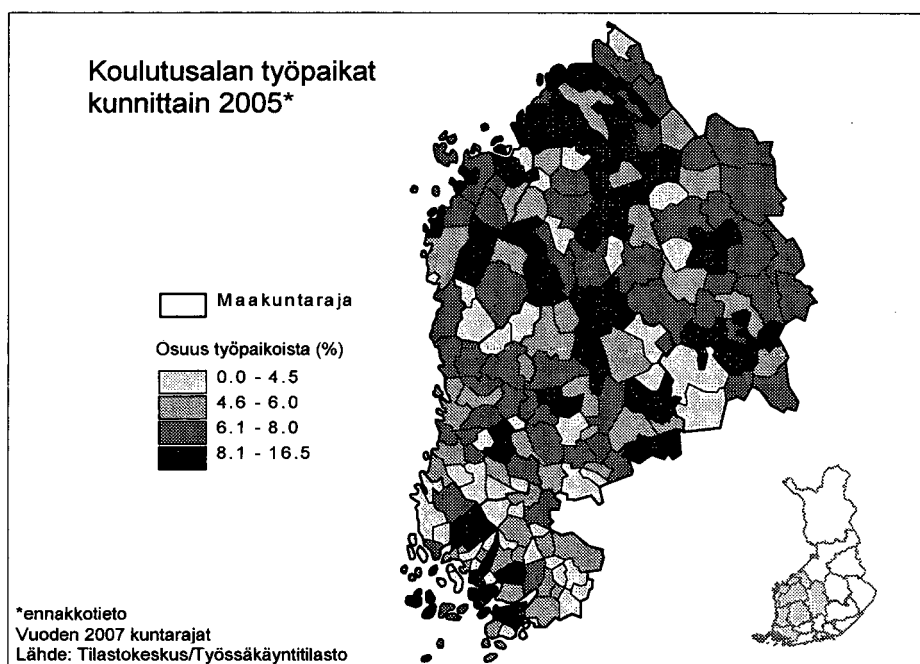 Koulutusalan työpaikat
kunnittain 2005*
Maakuntaraja
Osuus työpaikoista (%)
0.0 - 4.5
4.6 - 6.0
6.1 - 8.0
8.1 - 16.5
*ennakkotieto
Vuoden 2007 kuntarajat
Lähde: Tilastokeskus/Työssäkäyntitilasto